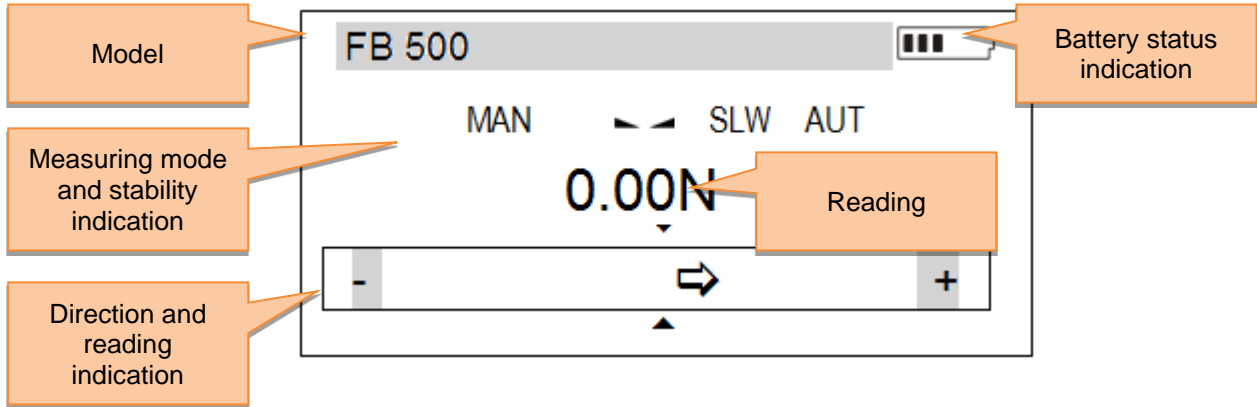 Model
FB 500
Battery status
indication
MAN SLW AUT
Measuring mode
and stability
indication
0.00N
Reading
- +
Direction and
reading
indication